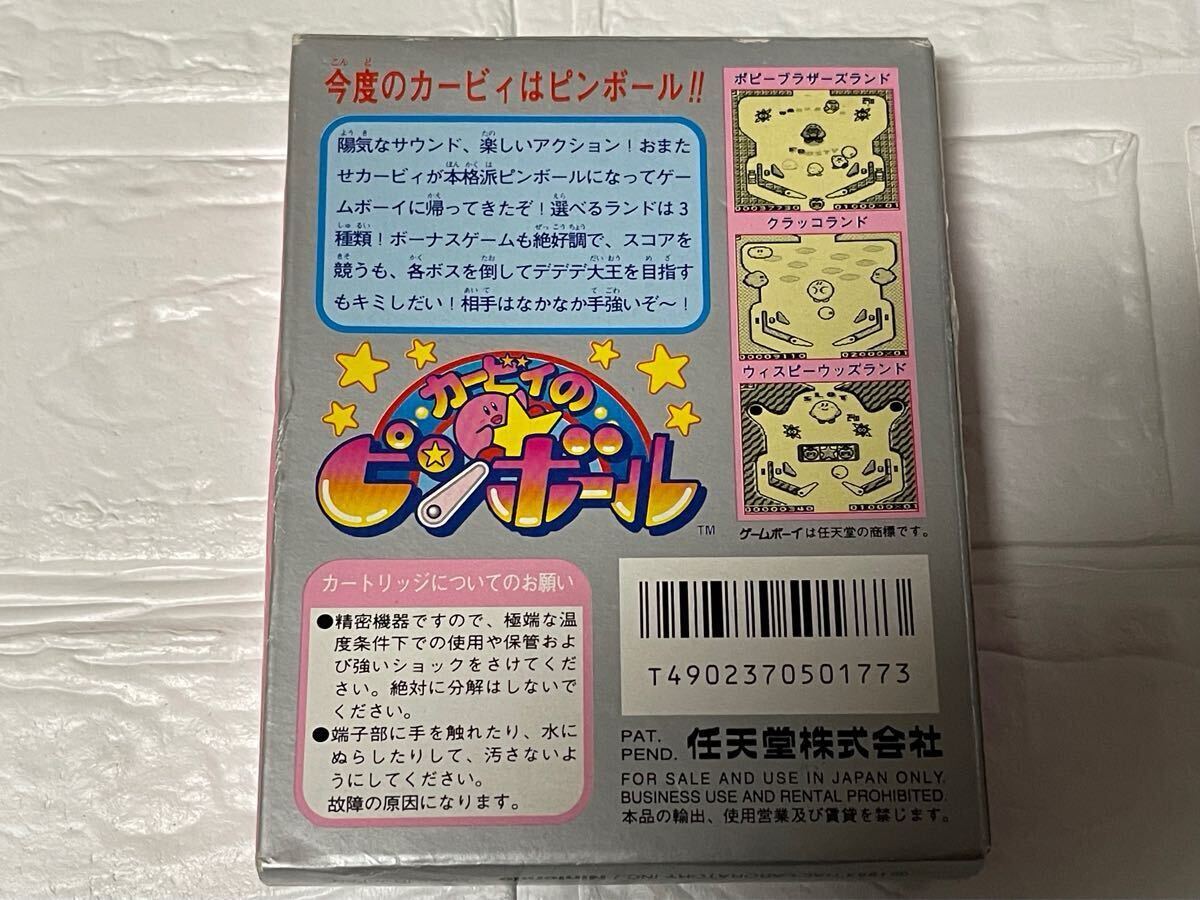 今度のカービィはピンボール!!
陽気なサウンド、楽しいアクション！おまた
せカービィが本格派ピンボールになってゲー
ムボーイに帰ってきたぞ！選べるランドは3
種類！ボーナスゲームも絶好調で、スコアを
競うも、各ボスを倒してデデデ大王を目指す
もキミしだい！相手はなかなか手強いぞ〜！
カービィの
ピンボール
TM
ポピーブラザーズランド
00037730 01000×01
クラッコランド
00009110 02000×01
ウィスピーウッズランド
SLOT
00000340 01000×01
ゲームボーイは任天堂の商標です。
カートリッジについてのお願い
●精密機器ですので、極端な温
度条件下での使用や保管およ
び強いショックをさけてくだ
さい。絶対に分解はしないで
ください。
●端子部に手を触れたり、水に
ぬらしたりして、汚さないよ
うにしてください。
故障の原因になります。
T4902370501773
PAT.
PEND. 任天堂株式会社
FOR SALE AND USE IN JAPAN ONLY.
BUSINESS USE AND RENTAL PROHIBITED.
本品の輸出、使用営業及び賃貸を禁じます。